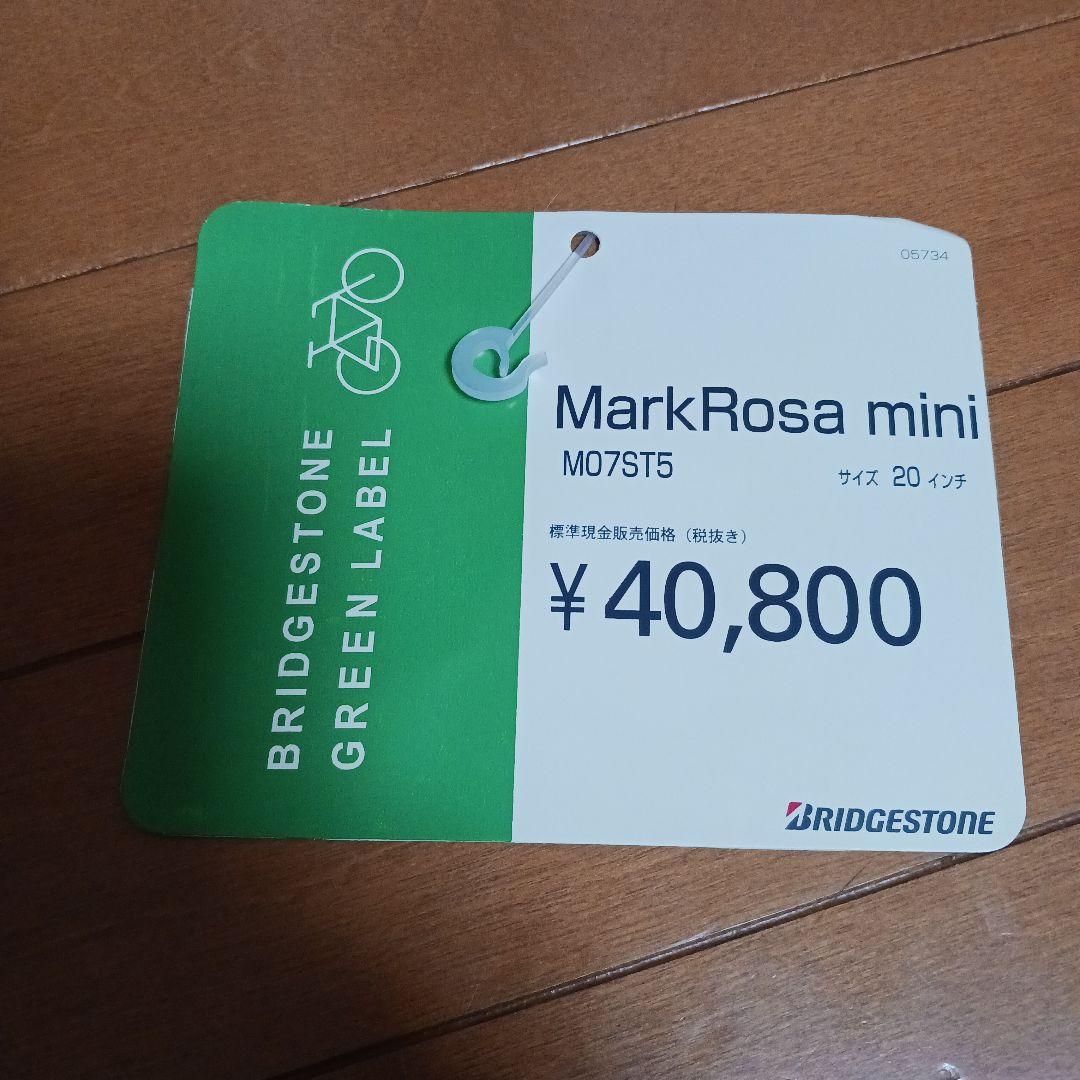 BRIDGESTONE
GREEN LABEL
05734
MarkRosa mini
M07ST5
サイズ 20 インチ
標準現金販売価格（税抜き）
¥40,800
BRIDGESTONE